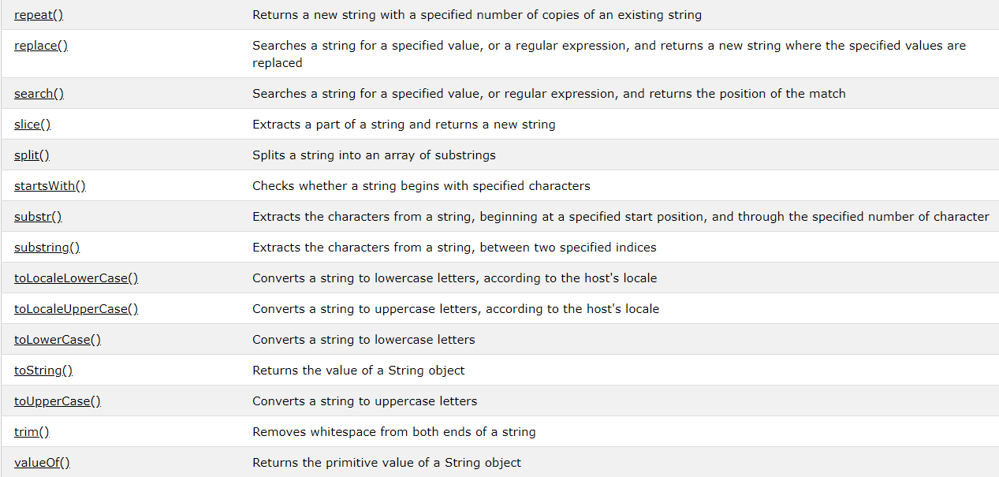 repeat() Returns a new string with a specified number of copies of an existing string
replace() Searches a string for a specified value, or a regular expression, and returns a new string where the specified values are
replaced
search() Searches a string for a specified value, or regular expression, and returns the position of the match
slice() Extracts a part of a string and returns a new string
split() Splits a string into an array of substrings
startsWith() Checks whether a string begins with specified characters
substr() Extracts the characters from a string, beginning at a specified start position, and through the specified number of character
substring() Extracts the characters from a string, between two specified indices
toLocaleLowerCase() Converts a string to lowercase letters, according to the host's locale
toLocaleUpperCase() Converts a string to uppercase letters, according to the host's locale
toLowerCase() Converts a string to lowercase letters
toString() Returns the value of a String object
toUpperCase() Converts a string to uppercase letters
trim() Removes whitespace from both ends of a string
valueOf() Returns the primitive value of a String object